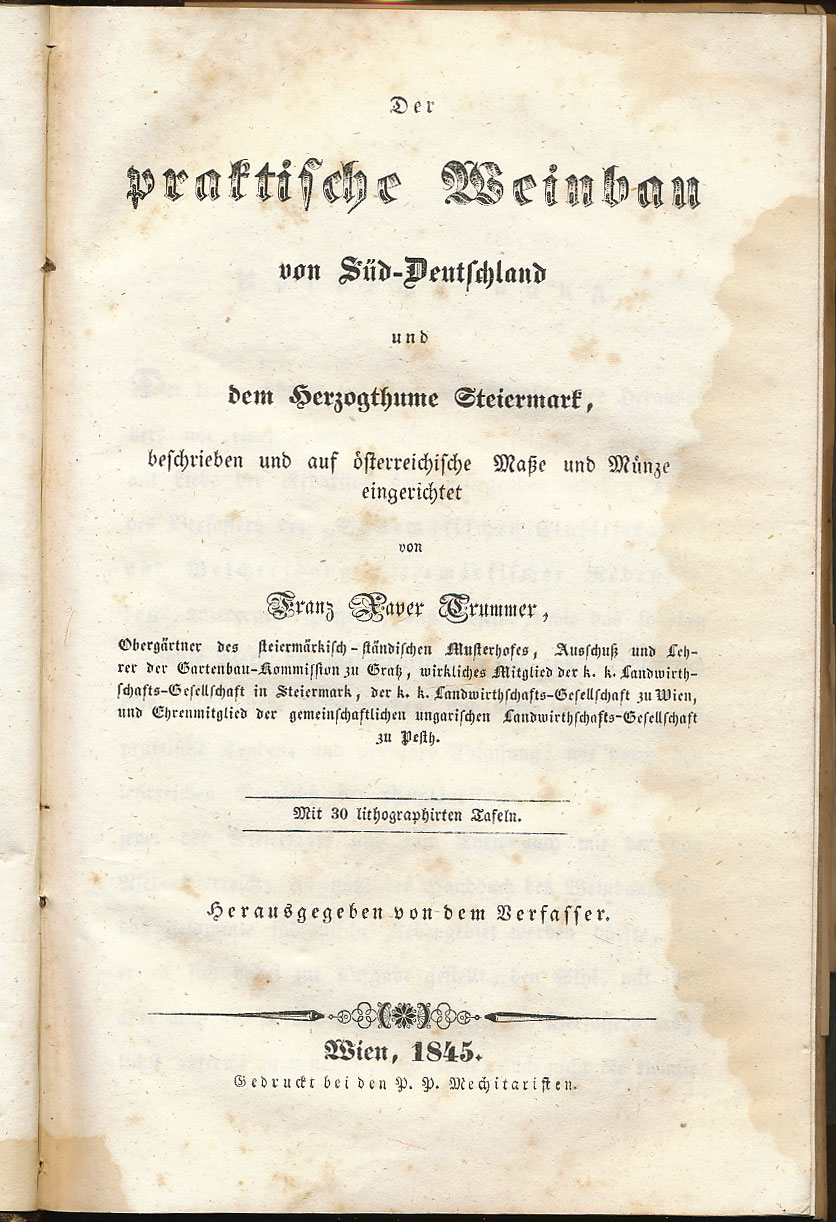 Der
praktische Weinbau
von Süd-Deutschland
und
dem Herzogthume Steiermark,
beschrieben und auf österreichische Maße und Münze
eingerichtet
von
Franz Xaver Trummer,
Obergärtner des steiermärkisch-ständischen Musterhofes, Ausschuß und Leh-
rer der Gartenbau-Kommission zu Gratz, wirkliches Mitglied der k. k. Landwirth-
schafts-Gesellschaft in Steiermark, der k. k. Landwirthschafts-Gesellschaft zu Wien,
und Ehrenmitglied der gemeinschaftlichen ungarischen Landwirthschafts-Gesellschaft
zu Pesth.
Mit 30 lithographirten Tafeln.
Herausgegeben von dem Verfasser.
Wien, 1845.
Gedruckt bei den P. P. Mechitaristen.